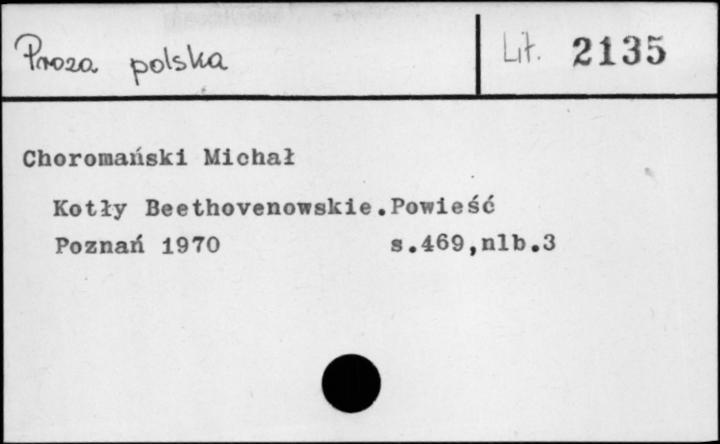 Proza polska
Lit. 2135
Choromański Michał
Kotły Beethovenowskie.Powieść
Poznań 1970 s.469,nlb.3